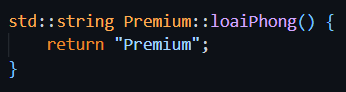 std::string Premium::loaiPhong() {
    return "Premium";
}